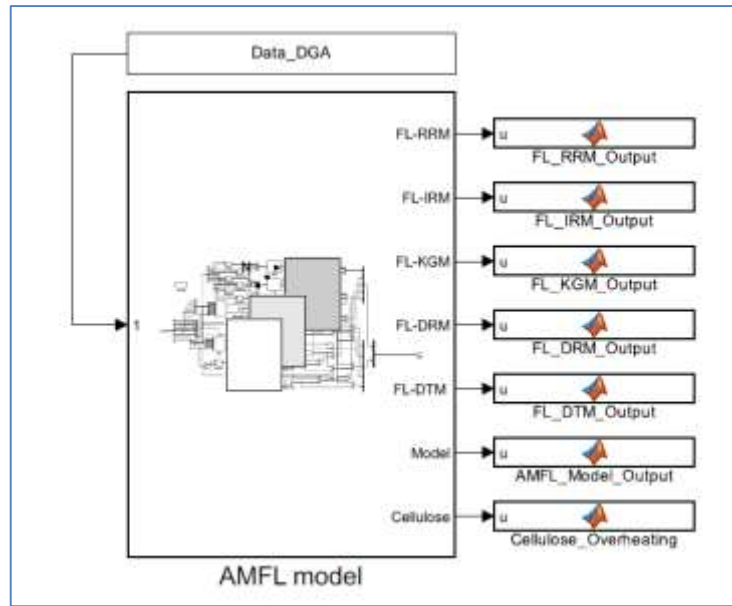 Data_DGA
FL-RRM
u
FL_RRM_Output
FL-IRM
u
FL_IRM_Output
FL-KGM
u
FL_KGM_Output
1
FL-DRM
u
FL_DRM_Output
FL-DTM
u
FL_DTM_Output
Model
u
AMFL_Model_Output
Cellulose
u
Cellulose_Overheating
AMFL model